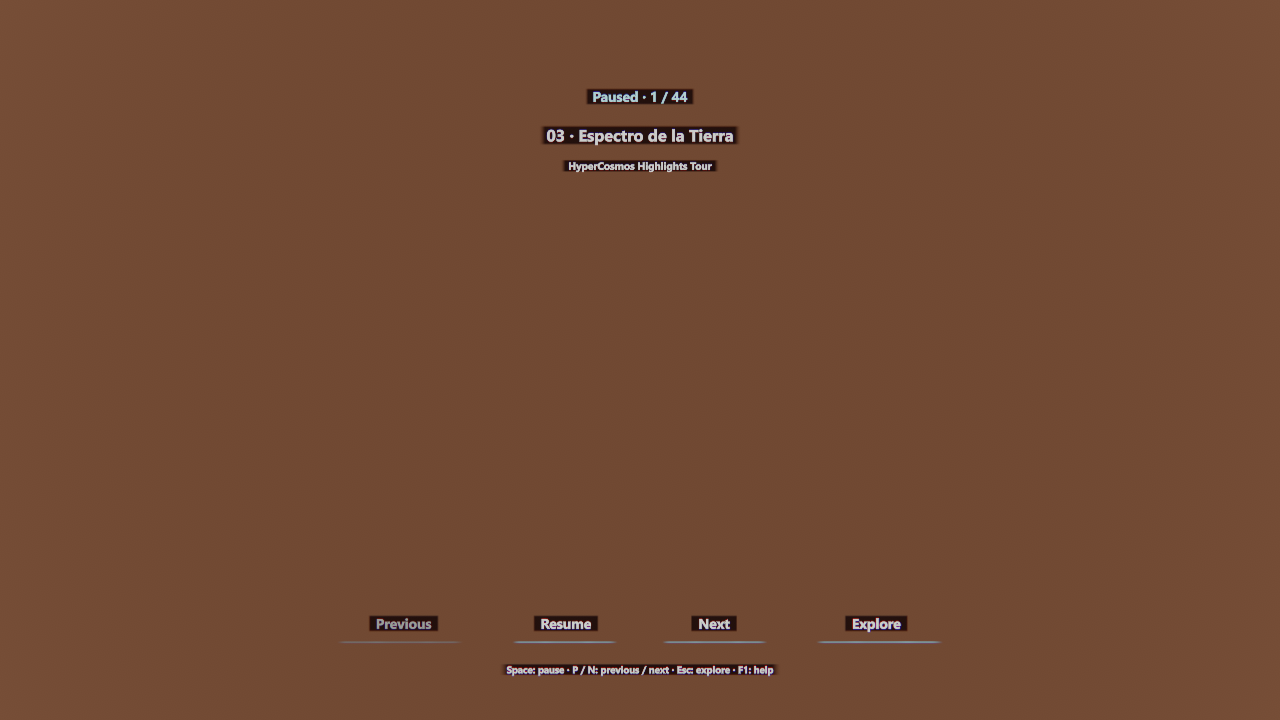 Paused · 1 / 44
03 · Espectro de la Tierra
HyperCosmos Highlights Tour
Previous Resume Next Explore
Space: pause · P / N: previous / next · Esc: explore · F1: help